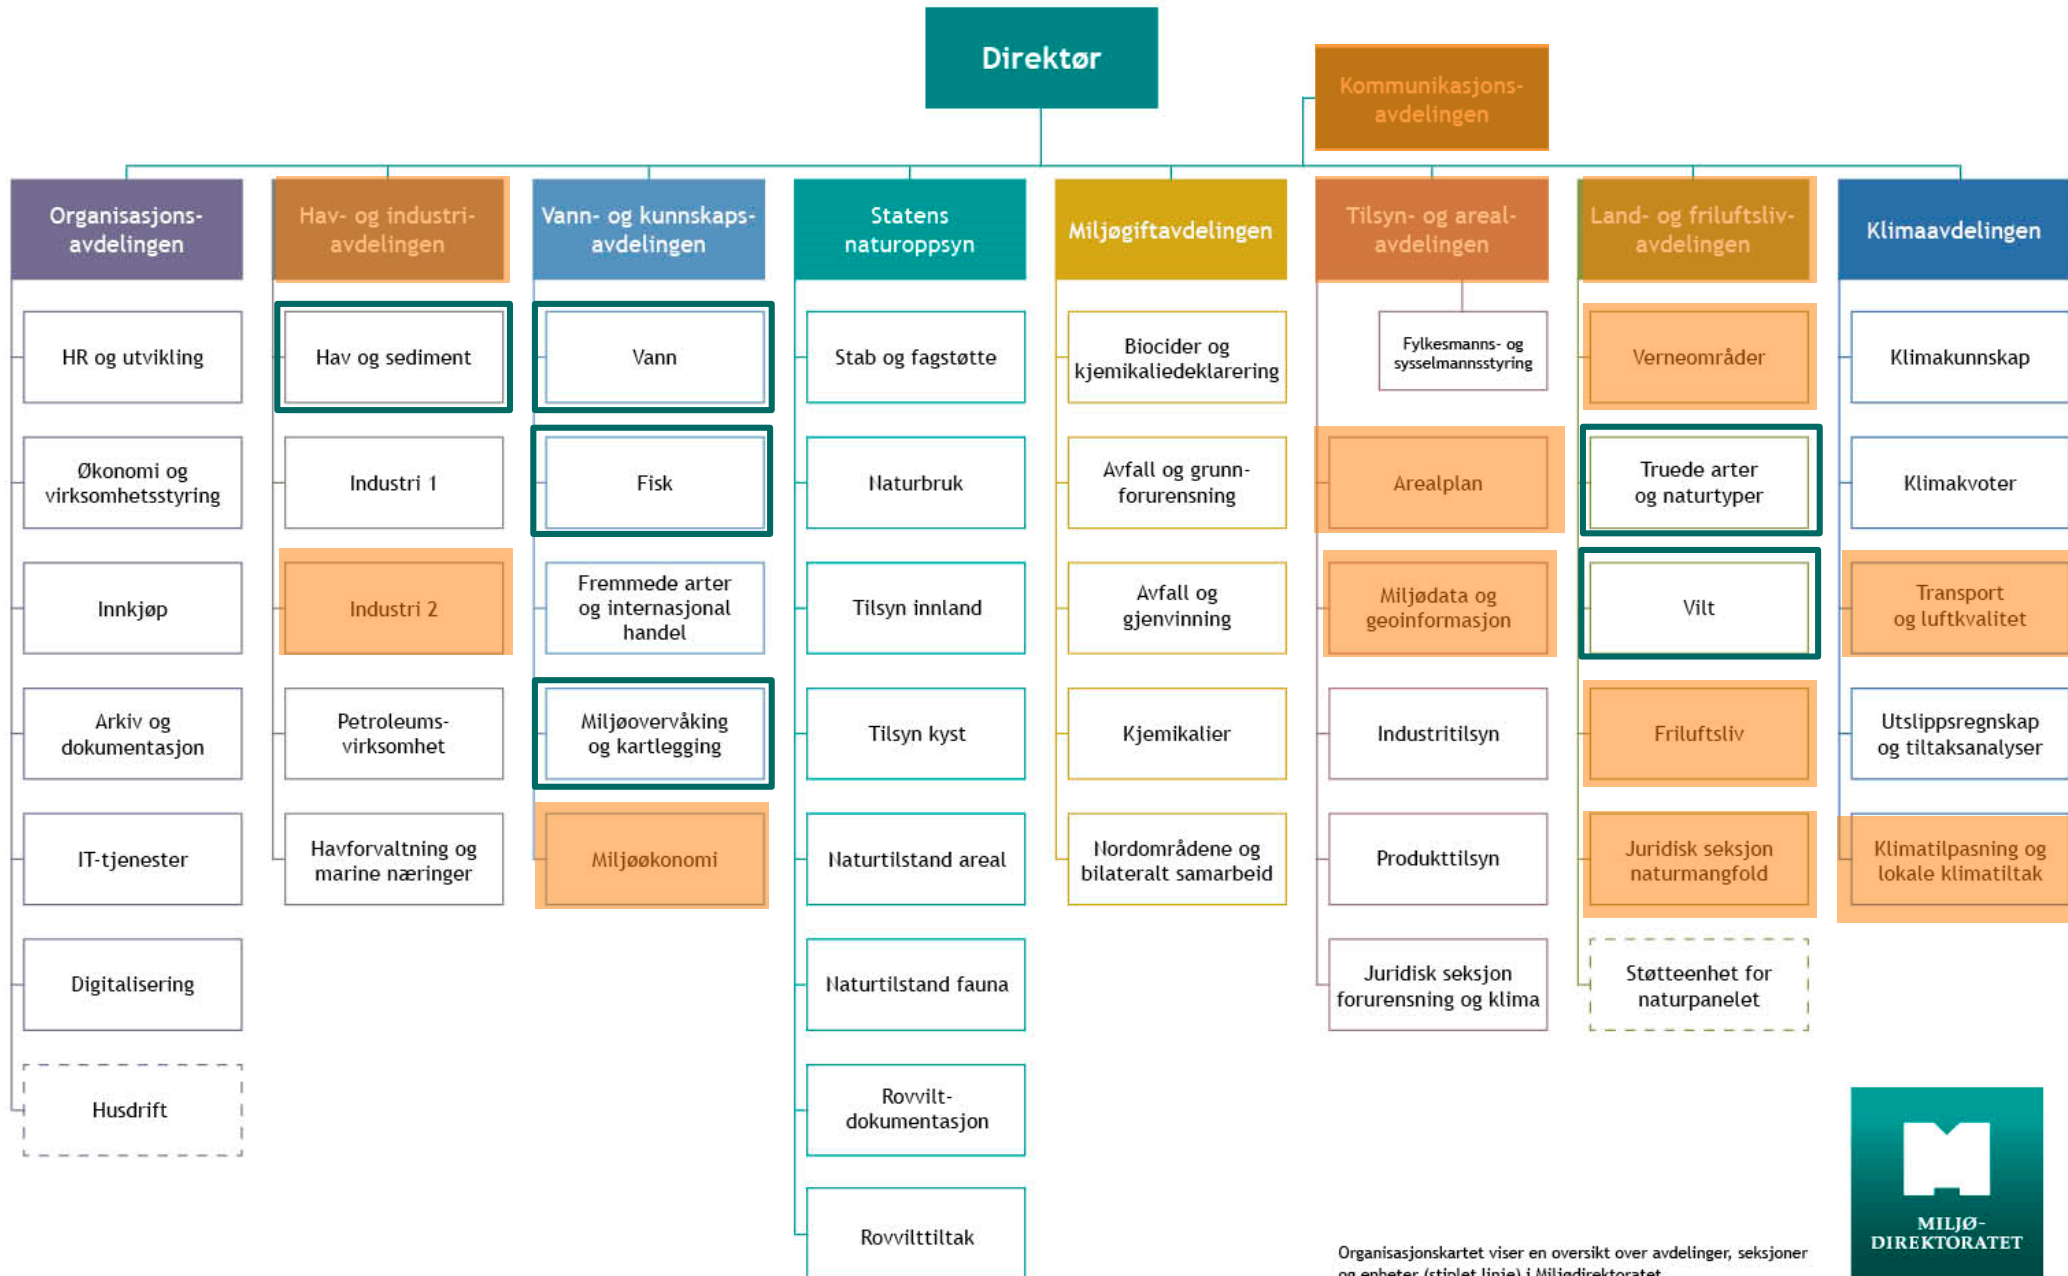 Direktør
Kommunikasjons-
avdelingen
Organisasjons-
avdelingen
HR og utvikling
Økonomi og
virksomhetsstyring
Innkjøp
Arkiv og
dokumentasjon
IT-tjenester
Digitalisering
Husdrift
Hav- og industri-
avdelingen
Hav og sediment
Industri 1
Industri 2
Petroleums-
virksomhet
Havforvaltning og
marine næringer
Vann- og kunnskaps-
avdelingen
Vann
Fisk
Fremmede arter
og internasjonal
handel
Miljøovervåking
og kartlegging
Miljøøkonomi
Statens
naturoppsyn
Stab og fagstøtte
Naturbruk
Tilsyn innland
Tilsyn kyst
Naturtilstand areal
Naturtilstand fauna
Rovvilt-
dokumentasjon
Rovvilttiltak
Miljøgiftavdelingen
Biocider og
kjemikaliedeklarering
Avfall og grunn-
forurensning
Avfall og
gjenvinning
Kjemikalier
Nordområdene og
bilateralt samarbeid
Tilsyn- og areal-
avdelingen
Fylkesmanns- og
sysselmannsstyring
Arealplan
Miljødata og
geoinformasjon
Industritilsyn
Produkttilsyn
Juridisk seksjon
forurensning og klima
Land- og friluftsliv-
avdelingen
Verneområder
Truede arter
og naturtyper
Vilt
Friluftsliv
Juridisk seksjon
naturmangfold
Støtteenhet for
naturpanelet
Klimaavdelingen
Klimakunnskap
Klimakvoter
Transport
og luftkvalitet
Utslippsregnskap
og tiltaksanalyser
Klimatilpasning og
lokale klimatiltak
MILJØ-
DIREKTORATET
Organisasjonskartet viser en oversikt over avdelinger, seksjoner
og enheter (stiplet linje) i Miljødirektoratet